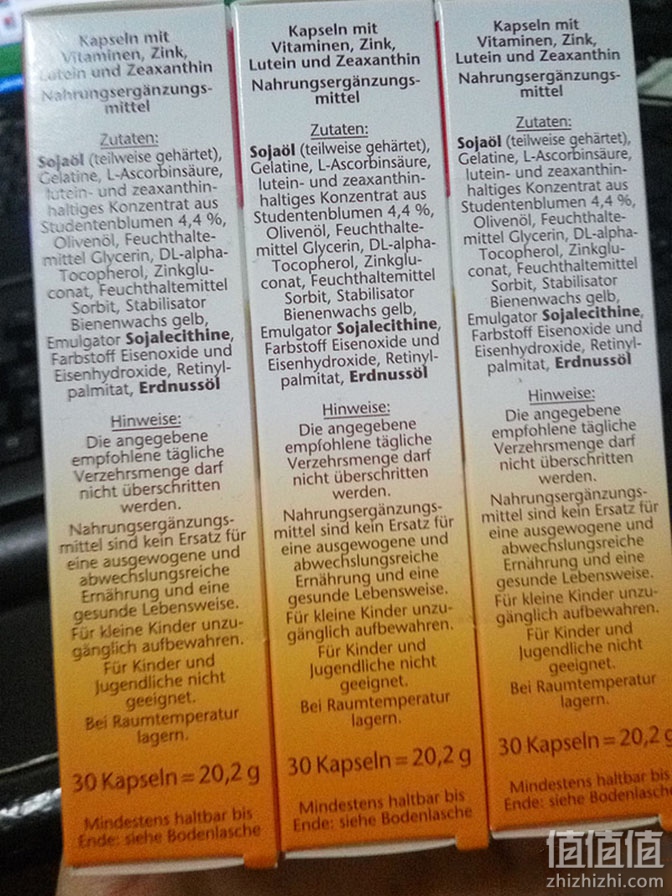 Kapseln mit
Vitaminen, Zink,
Lutein und Zeaxanthin
Nahrungsergänzungs-
mittel
Zutaten:
Sojaöl (teilweise gehärtet),
Gelatine, L-Ascorbinsäure,
lutein- und zeaxanthin-
haltiges Konzentrat aus
Studentenblumen 4,4 %,
Olivenöl, Feuchthalte-
mittel Glycerin, DL-alpha-
Tocopherol, Zinkglu-
conat, Feuchthaltemittel
Sorbit, Stabilisator
Bienenwachs gelb,
Emulgator Sojalecithine,
Farbstoff Eisenoxide und
Eisenhydroxide, Retinyl-
palmitat, Erdnussöl
Hinweise:
Die angegebene
empfohlene tägliche
Verzehrsmenge darf
nicht überschritten
werden.
Nahrungsergänzungs-
mittel sind kein Ersatz für
eine ausgewogene und
abwechslungsreiche
Ernährung und eine
gesunde Lebensweise.
Für kleine Kinder unzu-
gänglich aufbewahren.
Für Kinder und
Jugendliche nicht
geeignet.
Bei Raumtemperatur
lagern.
30 Kapseln = 20,2 g
Mindestens haltbar bis
Ende: siehe Bodenlasche
Kapseln mit
Vitaminen, Zink,
Lutein und Zeaxanthin
Nahrungsergänzungs-
mittel
Zutaten:
Sojaöl (teilweise gehärtet),
Gelatine, L-Ascorbinsäure,
lutein- und zeaxanthin-
haltiges Konzentrat aus
Studentenblumen 4,4 %,
Olivenöl, Feuchthalte-
mittel Glycerin, DL-alpha-
Tocopherol, Zinkglu-
conat, Feuchthaltemittel
Sorbit, Stabilisator
Bienenwachs gelb,
Emulgator Sojalecithine,
Farbstoff Eisenoxide und
Eisenhydroxide, Retinyl-
palmitat, Erdnussöl
Hinweise:
Die angegebene
empfohlene tägliche
Verzehrsmenge darf
nicht überschritten
werden.
Nahrungsergänzungs-
mittel sind kein Ersatz für
eine ausgewogene und
abwechslungsreiche
Ernährung und eine
gesunde Lebensweise.
Für kleine Kinder unzu-
gänglich aufbewahren.
Für Kinder und
Jugendliche nicht
geeignet.
Bei Raumtemperatur
lagern.
30 Kapseln = 20,2 g
Mindestens haltbar bis
Ende: siehe Bodenlasche
Kapseln mit
Vitaminen, Zink,
Lutein und Zeaxanthin
Nahrungsergänzungs-
mittel
Zutaten:
Sojaöl (teilweise gehärtet),
Gelatine, L-Ascorbinsäure,
lutein- und zeaxanthin-
haltiges Konzentrat aus
Studentenblumen 4,4 %,
Olivenöl, Feuchthalte-
mittel Glycerin, DL-alpha-
Tocopherol, Zinkglu-
conat, Feuchthaltemittel
Sorbit, Stabilisator
Bienenwachs gelb,
Emulgator Sojalecithine,
Farbstoff Eisenoxide und
Eisenhydroxide, Retinyl-
palmitat, Erdnussöl
Hinweise:
Die angegebene
empfohlene tägliche
Verzehrsmenge darf
nicht überschritten
werden.
Nahrungsergänzungs-
mittel sind kein Ersatz für
eine ausgewogene und
abwechslungsreiche
Ernährung und eine
gesunde Lebensweise.
Für kleine Kinder unzu-
gänglich aufbewahren.
Für Kinder und
Jugendliche nicht
geeignet.
Bei Raumtemperatur
lagern.
30 Kapseln = 20,2 g
Mindestens haltbar bis
Ende: siehe Bodenlasche
值值值
zhizhizhi.com